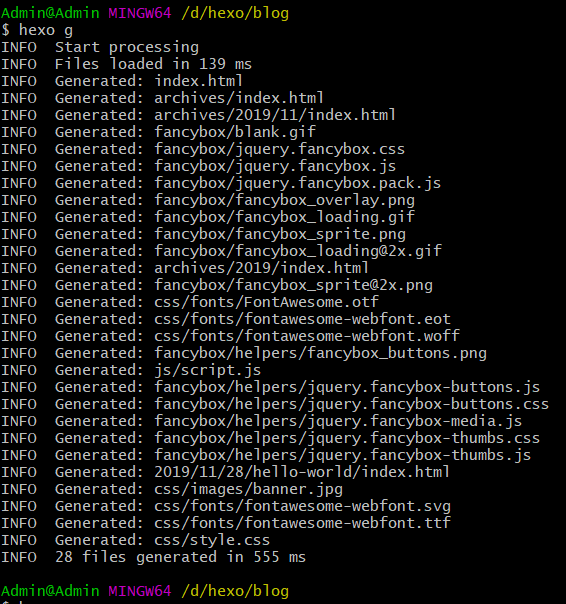 Admin@Admin MINGW64 /d/hexo/blog
$ hexo g
INFO  Start processing
INFO  Files loaded in 139 ms
INFO  Generated: index.html
INFO  Generated: archives/index.html
INFO  Generated: archives/2019/11/index.html
INFO  Generated: fancybox/blank.gif
INFO  Generated: fancybox/jquery.fancybox.css
INFO  Generated: fancybox/jquery.fancybox.js
INFO  Generated: fancybox/jquery.fancybox.pack.js
INFO  Generated: fancybox/fancybox_overlay.png
INFO  Generated: fancybox/fancybox_loading.gif
INFO  Generated: fancybox/fancybox_sprite.png
INFO  Generated: fancybox/fancybox_loading@2x.gif
INFO  Generated: archives/2019/index.html
INFO  Generated: fancybox/fancybox_sprite@2x.png
INFO  Generated: css/fonts/FontAwesome.otf
INFO  Generated: css/fonts/fontawesome-webfont.eot
INFO  Generated: css/fonts/fontawesome-webfont.woff
INFO  Generated: fancybox/helpers/fancybox_buttons.png
INFO  Generated: js/script.js
INFO  Generated: fancybox/helpers/jquery.fancybox-buttons.js
INFO  Generated: fancybox/helpers/jquery.fancybox-buttons.css
INFO  Generated: fancybox/helpers/jquery.fancybox-media.js
INFO  Generated: fancybox/helpers/jquery.fancybox-thumbs.css
INFO  Generated: fancybox/helpers/jquery.fancybox-thumbs.js
INFO  Generated: 2019/11/28/hello-world/index.html
INFO  Generated: css/images/banner.jpg
INFO  Generated: css/fonts/fontawesome-webfont.svg
INFO  Generated: css/fonts/fontawesome-webfont.ttf
INFO  Generated: css/style.css
INFO  28 files generated in 555 ms
Admin@Admin MINGW64 /d/hexo/blog